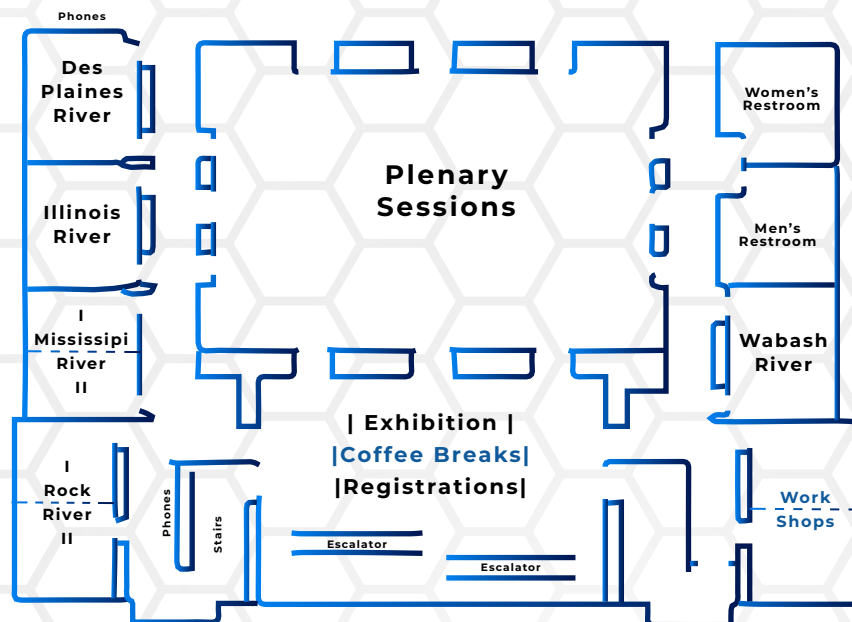 Phones
Des
Plaines
River
Women's
Restroom
Plenary
Sessions
Illinois
River
Men's
Restroom
I
Mississipi
River
II
Wabash
River
| Exhibition |
|Coffee Breaks|
|Registrations|
I
Rock
River
II
Phones
Stairs
Escalator
Escalator
Work
Shops